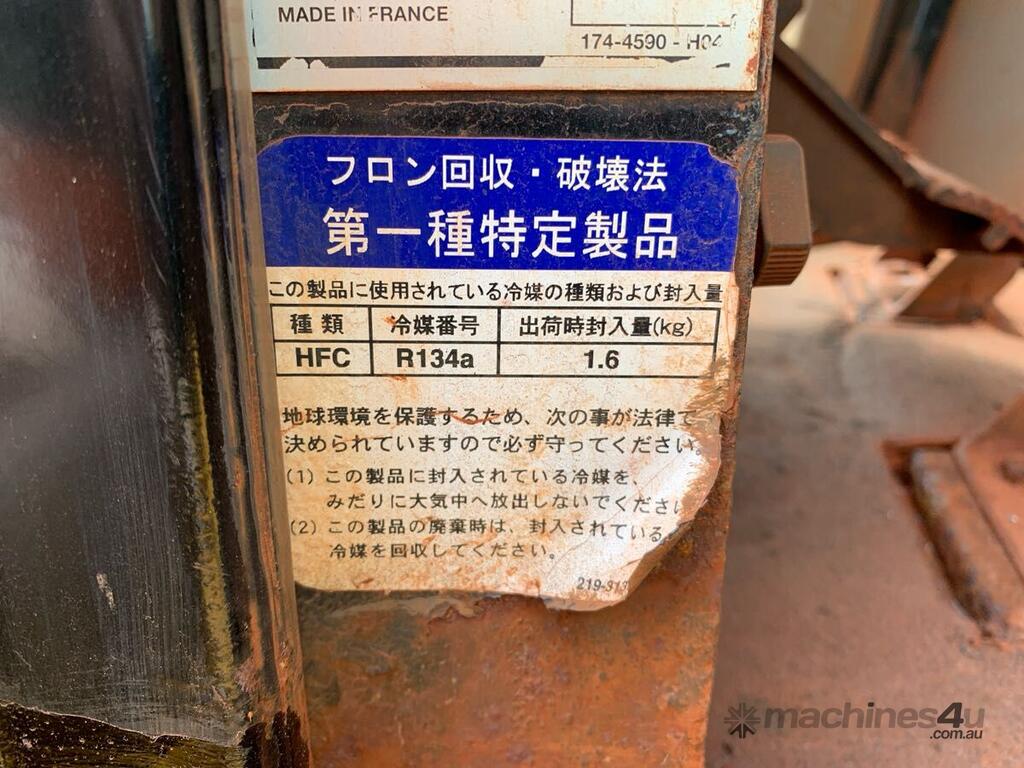 MADE IN FRANCE
174-4590 - H04
フロン回収・破壊法
第一種特定製品
この製品に使用されている冷媒の種類および封入量
種類 冷媒番号 出荷時封入量(kg)
HFC R134a 1.6
地球環境を保護するため、次の事が法律で
決められていますので必ず守ってください。
(1) この製品に封入されている冷媒を、
みだりに大気中へ放出しないでください
(2) この製品の廃棄時は、封入されている
冷媒を回収してください。
219-313
machines4u
.com.au